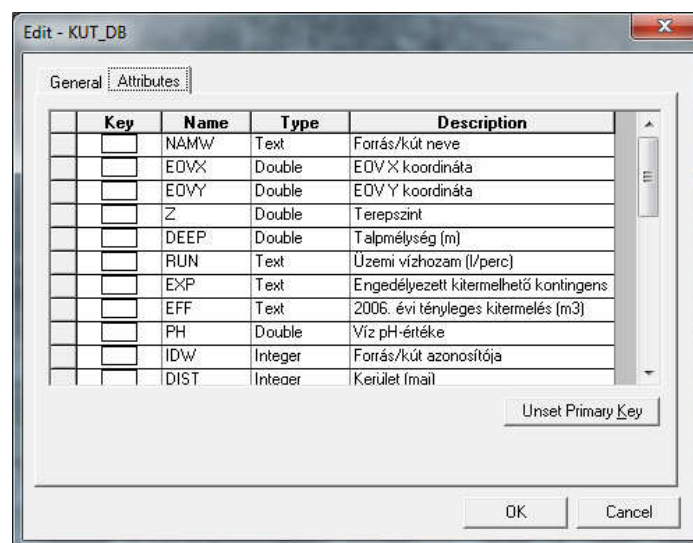 Edit - KUT_DB
General Attributes
Key Name Type Description
NAMW Text Forrás/kút neve
EOVX Double EOV X koordináta
EOVY Double EOV Y koordináta
Z Double Terepszint
DEEP Double Talpmélység (m)
RUN Text Üzemi vízhozam (l/perc)
EXP Text Engedélyezett kitermelhető kontingens
EFF Text 2006. évi tényleges kitermelés (m3)
PH Double Víz pH-értéke
IDW Integer Forrás/kút azonosítója
DIST Integer Kerület (mai)
Unset Primary Key
OK Cancel